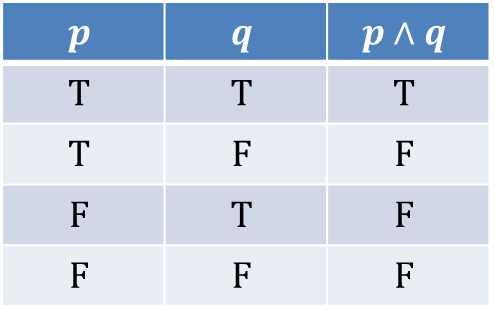 p q p ∧ q
T T T
T F F
F T F
F F F